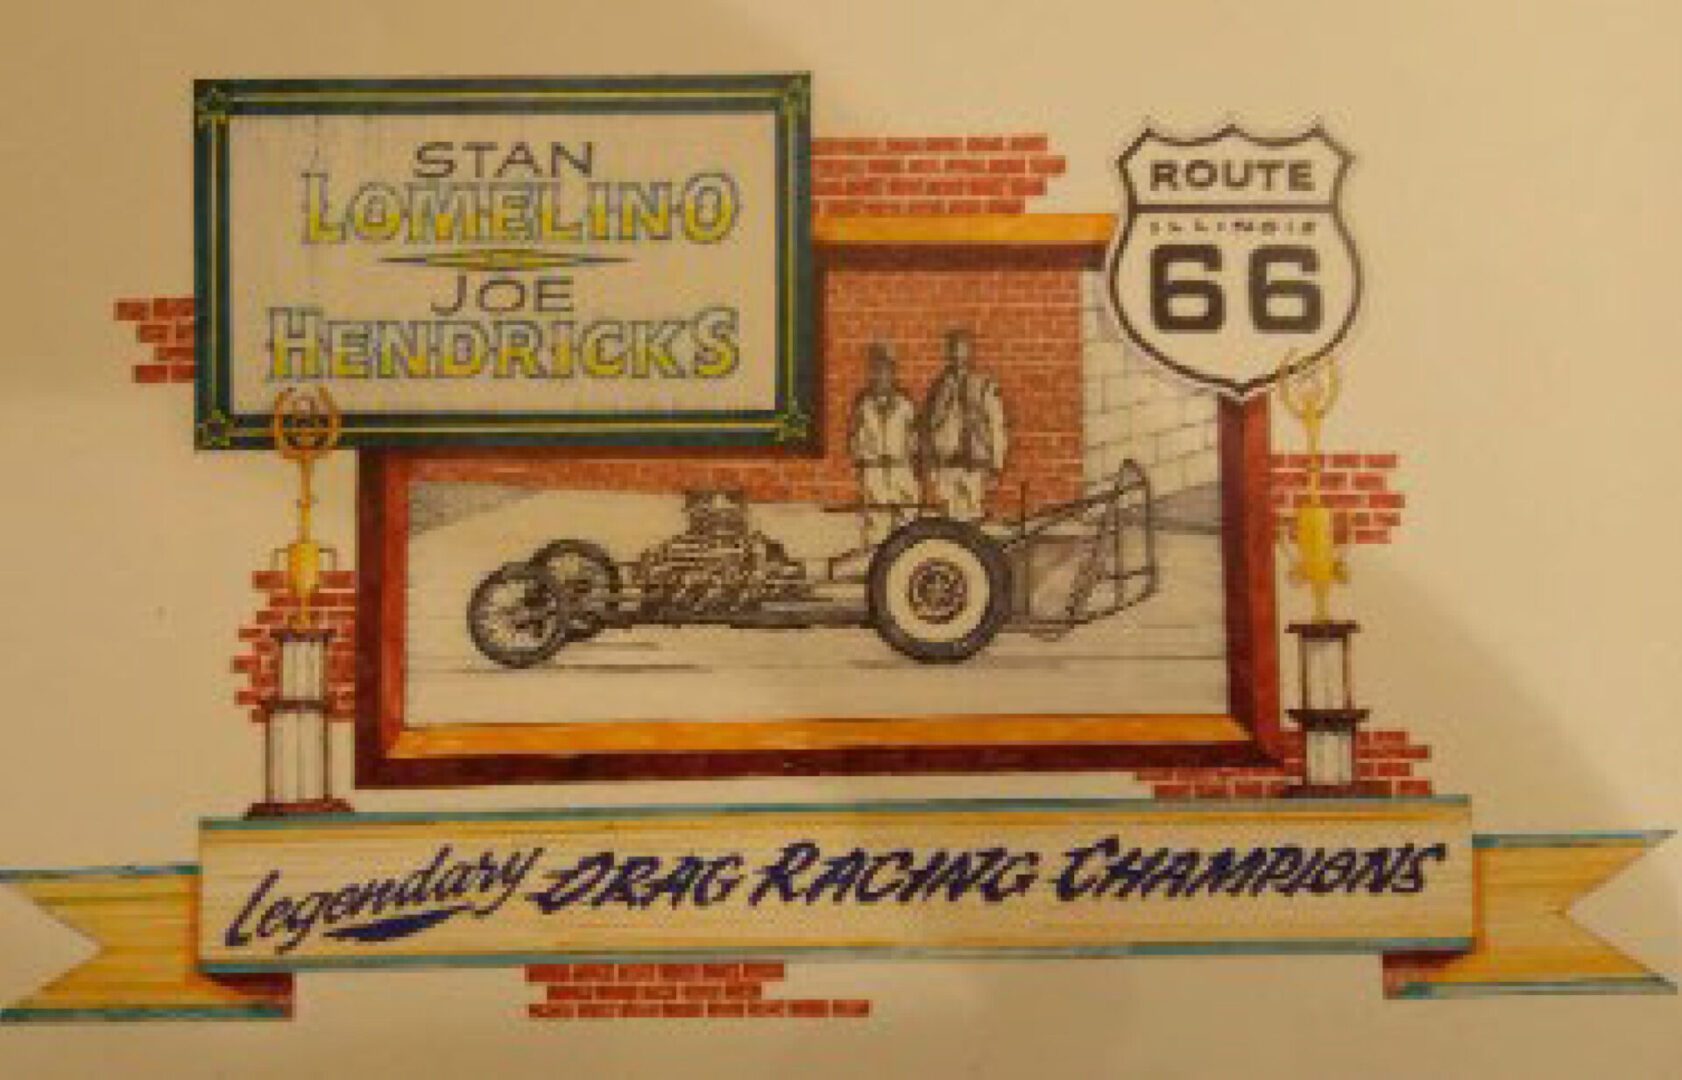 STAN
LOMELINO
JOE
HENDRICKS
ROUTE
ILLINOIS
66
Legendary DRAG RACING CHAMPIONS